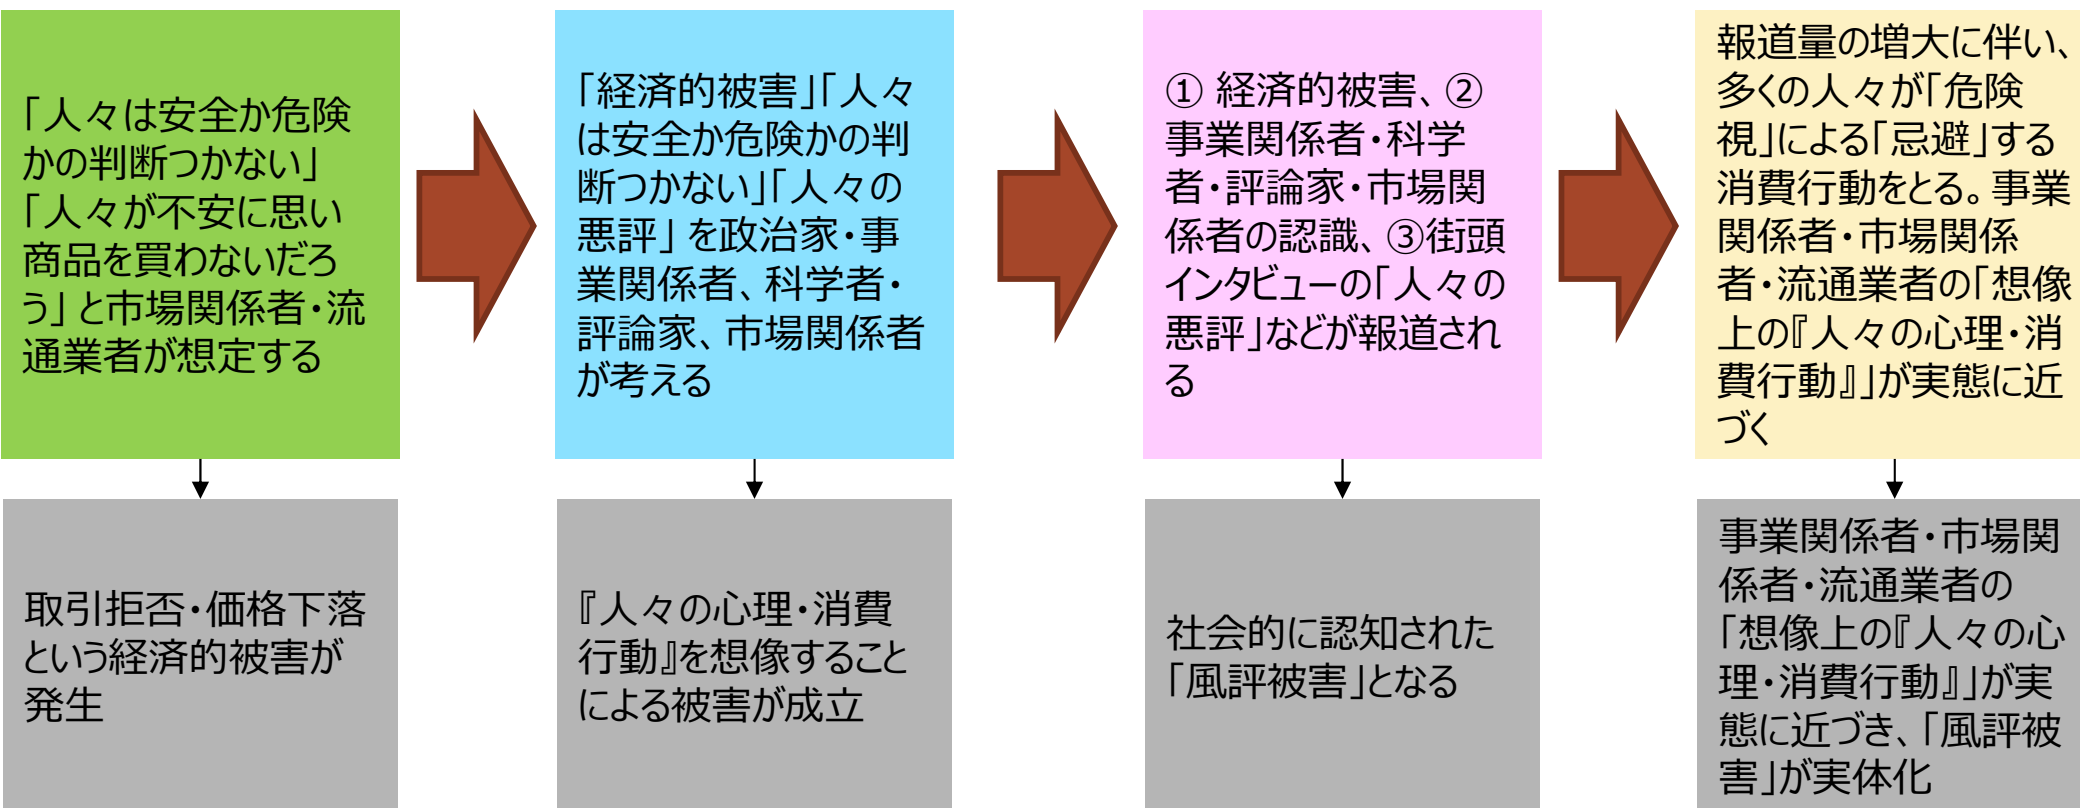 「人々は安全か危険
かの判断つかない」
「人々が不安に思い
商品を買わないだろ
う」と市場関係者・流
通業者が想定する
取引拒否・価格下落
という経済的被害が
発生
「経済的被害」「人々
は安全か危険かの判
断つかない」「人々の
悪評」を政治家・事
業関係者、科学者・
評論家、市場関係者
が考える
『人々の心理・消費
行動』を想像すること
による被害が成立
① 経済的被害、②
事業関係者・科学
者・評論家・市場関
係者の認識、③街頭
インタビューの「人々の
悪評」などが報道され
る
社会的に認知された
「風評被害」となる
報道量の増大に伴い、
多くの人々が「危険
視」による「忌避」する
消費行動をとる。事業
関係者・市場関係
者・流通業者の「想像
上の『人々の心理・消
費行動』」が実態に近
づく
事業関係者・市場関
係者・流通業者の
「想像上の『人々の心
理・消費行動』」が実
態に近づき、「風評被
害」が実体化